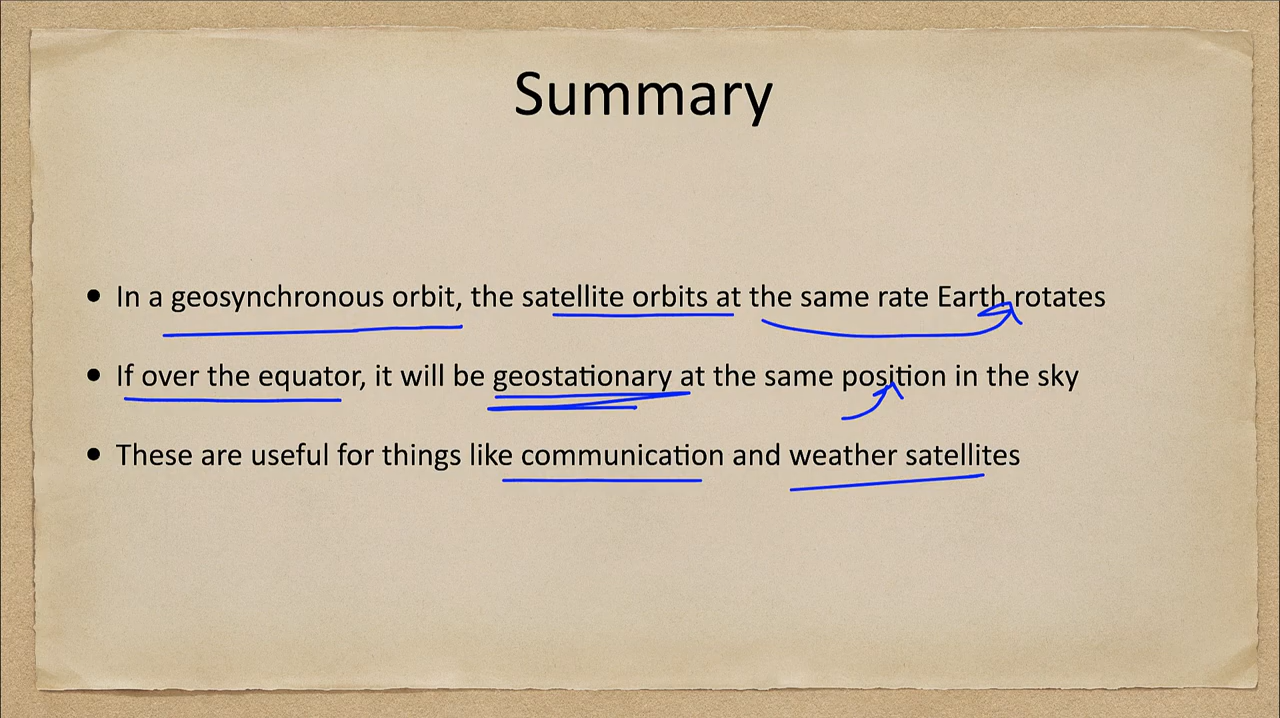 Summary
• In a geosynchronous orbit, the satellite orbits at the same rate Earth rotates
• If over the equator, it will be geostationary at the same position in the sky
• These are useful for things like communication and weather satellites